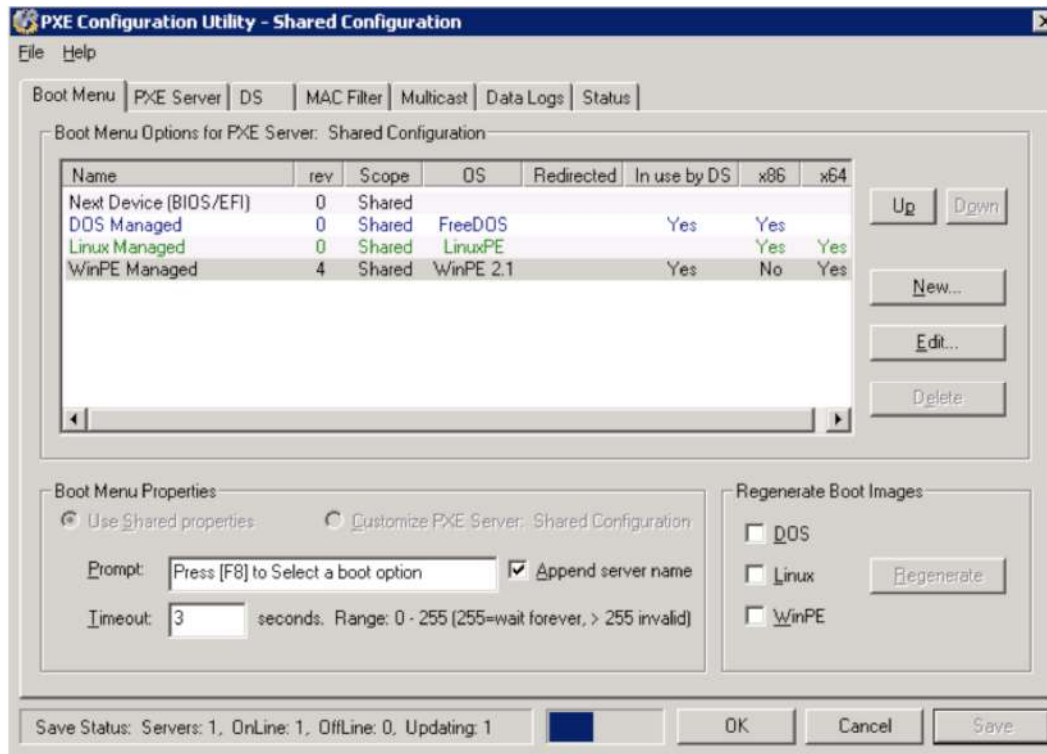 PXE Configuration Utility - Shared Configuration
File Help
Boot Menu PXE Server DS MAC Filter Multicast Data Logs Status
Boot Menu Options for PXE Server: Shared Configuration
Name rev Scope OS Redirected In use by DS x86 x64
Next Device (BIOS/EFI) 0 Shared
DOS Managed 0 Shared FreeDOS Yes Yes
Linux Managed 0 Shared LinuxPE Yes Yes
WinPE Managed 4 Shared WinPE 2.1 Yes No Yes
Up Down
New...
Edit...
Delete
Boot Menu Properties
Use Shared properties Customize PXE Server: Shared Configuration
Prompt: Press [F8] to Select a boot option Append server name
Timeout: 3 seconds. Range: 0 - 255 (255=wait forever, > 255 invalid)
Regenerate Boot Images
DOS
Linux
WinPE
Regenerate
Save Status: Servers: 1, OnLine: 1, OffLine: 0, Updating: 1
OK Cancel Save